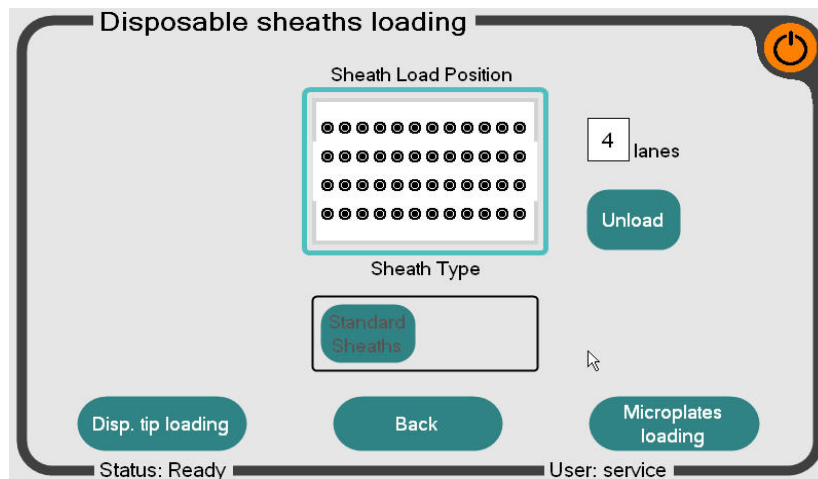 Disposable sheaths loading
Sheath Load Position
4 lanes
Unload
Sheath Type
Standard
Sheaths
Disp. tip loading
Back
Microplates
loading
Status: Ready
User: service